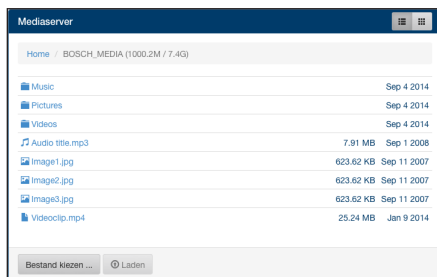 Mediaserver
Home / BOSCH_MEDIA (1000.2M / 7.4G)
Music Sep 4 2014
Pictures Sep 4 2014
Videos Sep 4 2014
Audio title.mp3 7.91 MB Sep 1 2008
Image1.jpg 623.62 KB Sep 11 2007
Image2.jpg 623.62 KB Sep 11 2007
Image3.jpg 623.62 KB Sep 11 2007
Videoclip.mp4 25.24 MB Jan 9 2014
Bestand kiezen ... Laden